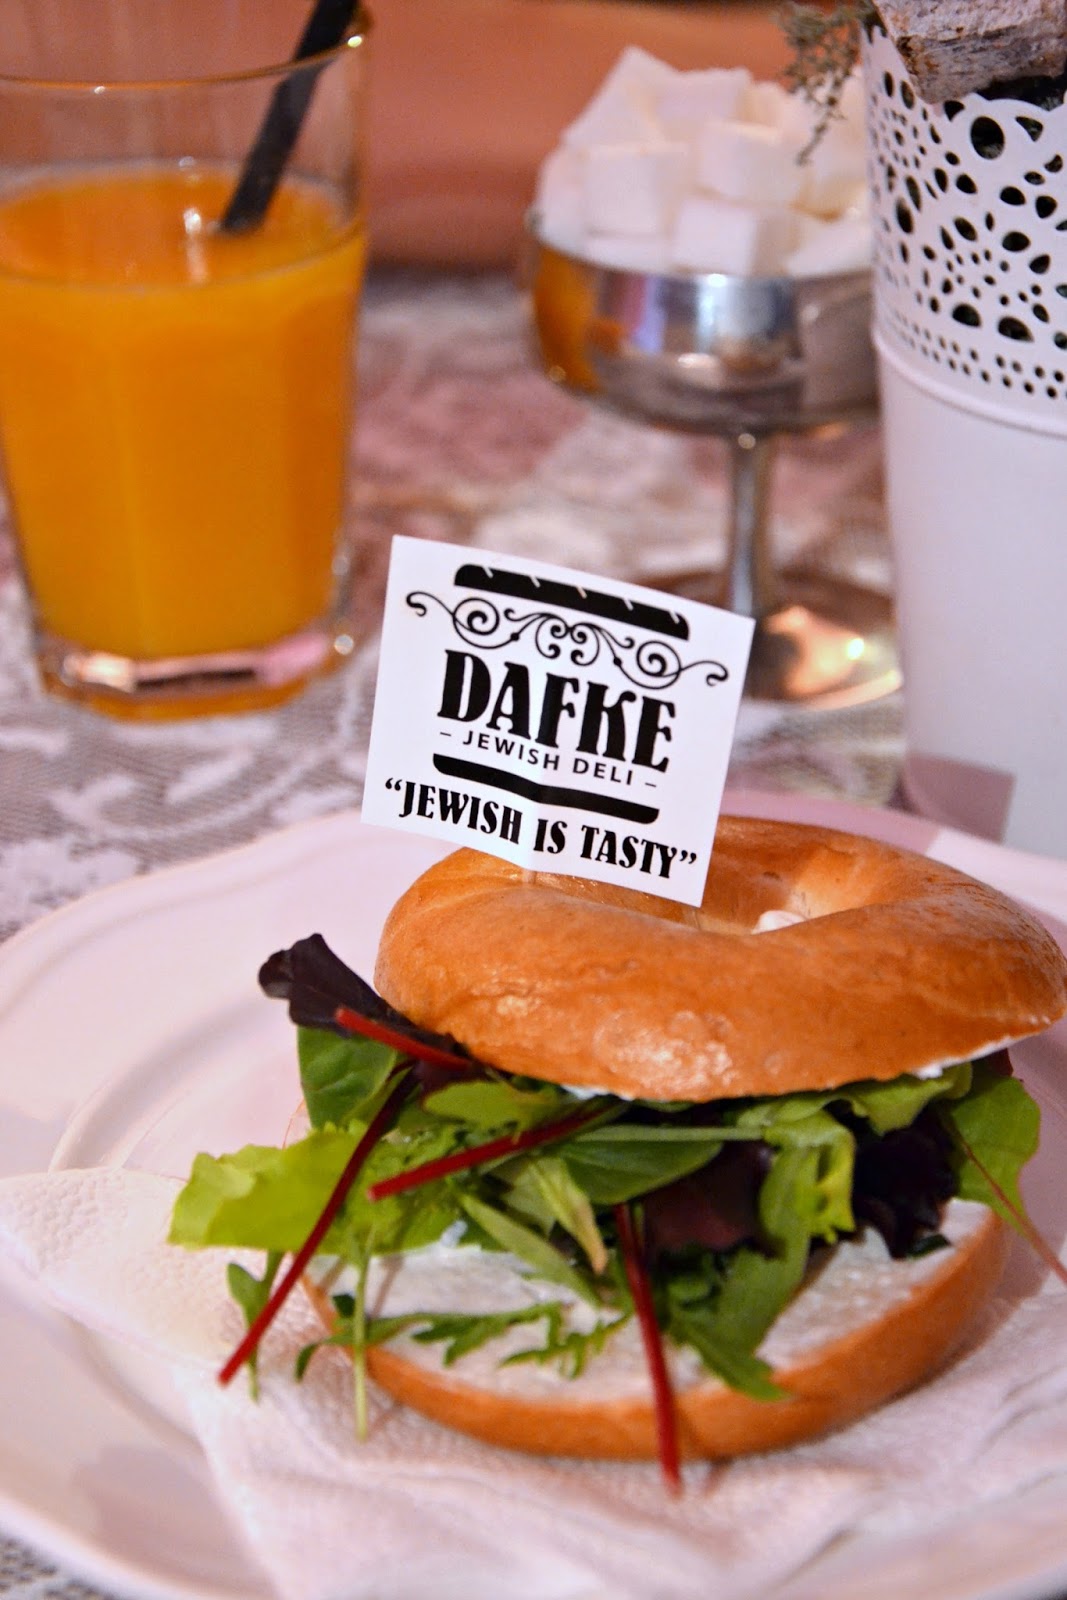 DAFKE
- JEWISH DELI -
"JEWISH IS TASTY"